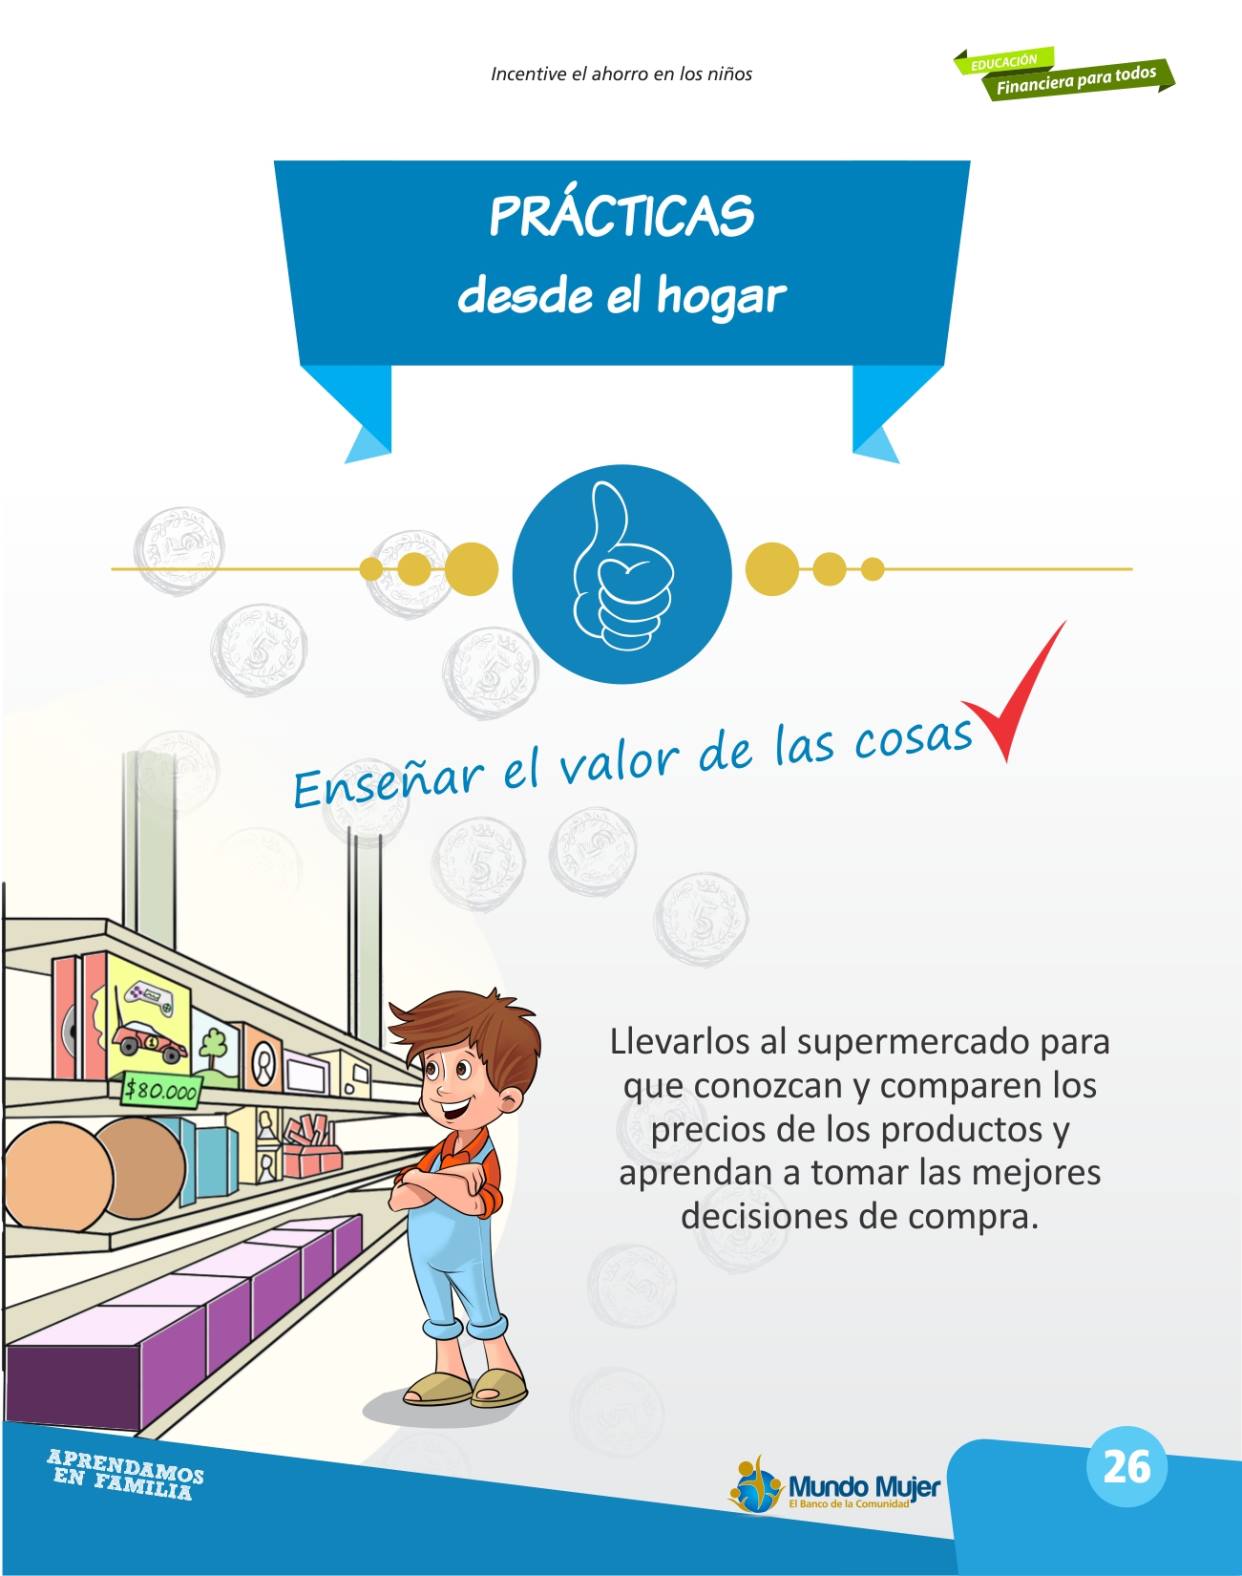 Incentive el ahorro en los niños
EDUCACIÓN
Financiera para todos
PRÁCTICAS
desde el hogar
Enseñar el valor de las cosas
$80.000
1
Llevarlos al supermercado para
que conozcan y comparen los
precios de los productos y
aprendan a tomar las mejores
decisiones de compra.
APRENDAMOS
EN FAMILIA
Mundo Mujer
El Banco de la Comunidad
26